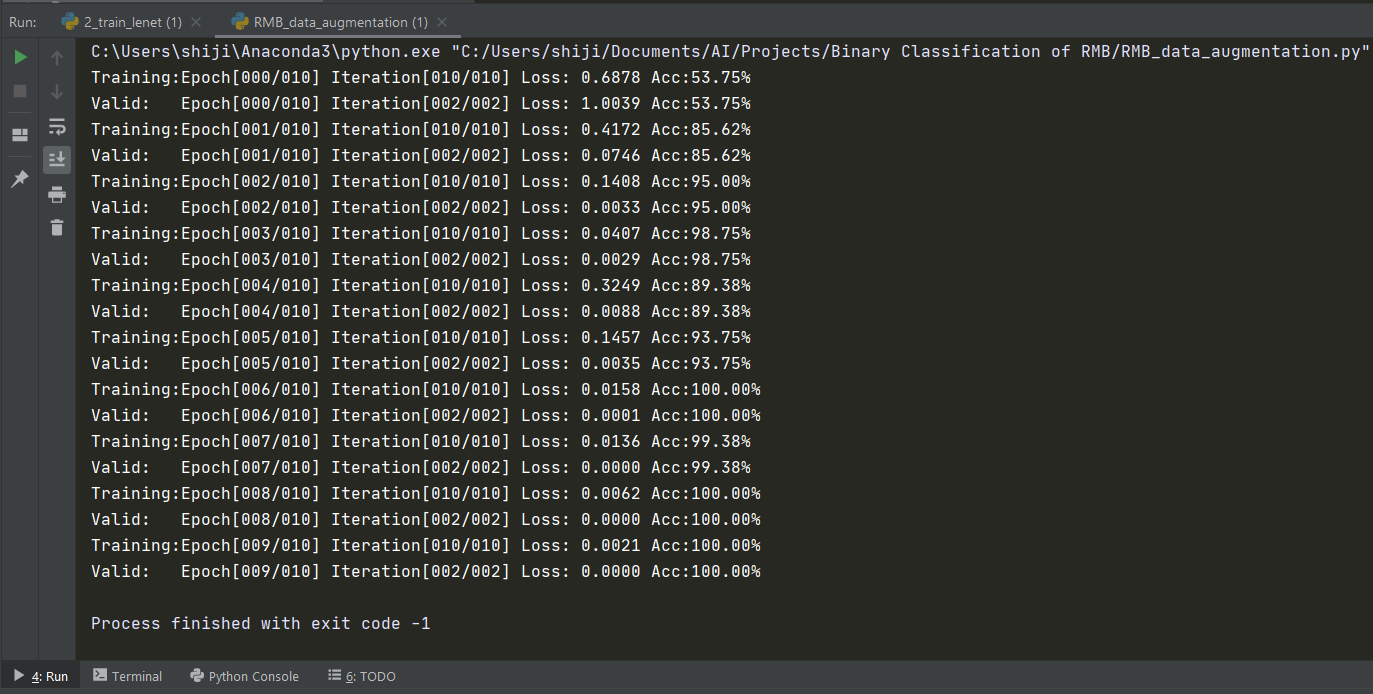 Run: 2_train_lenet (1) × RMB_data_augmentation (1) ×
C:\Users\shiji\Anaconda3\python.exe "C:/Users/shiji/Documents/AI/Projects/Binary Classification of RMB/RMB_data_augmentation.py"
Training:Epoch[000/010] Iteration[010/010] Loss: 0.6878 Acc:53.75%
Valid:   Epoch[000/010] Iteration[002/002] Loss: 1.0039 Acc:53.75%
Training:Epoch[001/010] Iteration[010/010] Loss: 0.4172 Acc:85.62%
Valid:   Epoch[001/010] Iteration[002/002] Loss: 0.0746 Acc:85.62%
Training:Epoch[002/010] Iteration[010/010] Loss: 0.1408 Acc:95.00%
Valid:   Epoch[002/010] Iteration[002/002] Loss: 0.0033 Acc:95.00%
Training:Epoch[003/010] Iteration[010/010] Loss: 0.0407 Acc:98.75%
Valid:   Epoch[003/010] Iteration[002/002] Loss: 0.0029 Acc:98.75%
Training:Epoch[004/010] Iteration[010/010] Loss: 0.3249 Acc:89.38%
Valid:   Epoch[004/010] Iteration[002/002] Loss: 0.0088 Acc:89.38%
Training:Epoch[005/010] Iteration[010/010] Loss: 0.1457 Acc:93.75%
Valid:   Epoch[005/010] Iteration[002/002] Loss: 0.0035 Acc:93.75%
Training:Epoch[006/010] Iteration[010/010] Loss: 0.0158 Acc:100.00%
Valid:   Epoch[006/010] Iteration[002/002] Loss: 0.0001 Acc:100.00%
Training:Epoch[007/010] Iteration[010/010] Loss: 0.0136 Acc:99.38%
Valid:   Epoch[007/010] Iteration[002/002] Loss: 0.0000 Acc:99.38%
Training:Epoch[008/010] Iteration[010/010] Loss: 0.0062 Acc:100.00%
Valid:   Epoch[008/010] Iteration[002/002] Loss: 0.0000 Acc:100.00%
Training:Epoch[009/010] Iteration[010/010] Loss: 0.0021 Acc:100.00%
Valid:   Epoch[009/010] Iteration[002/002] Loss: 0.0000 Acc:100.00%
Process finished with exit code -1
4: Run Terminal Python Console 6: TODO